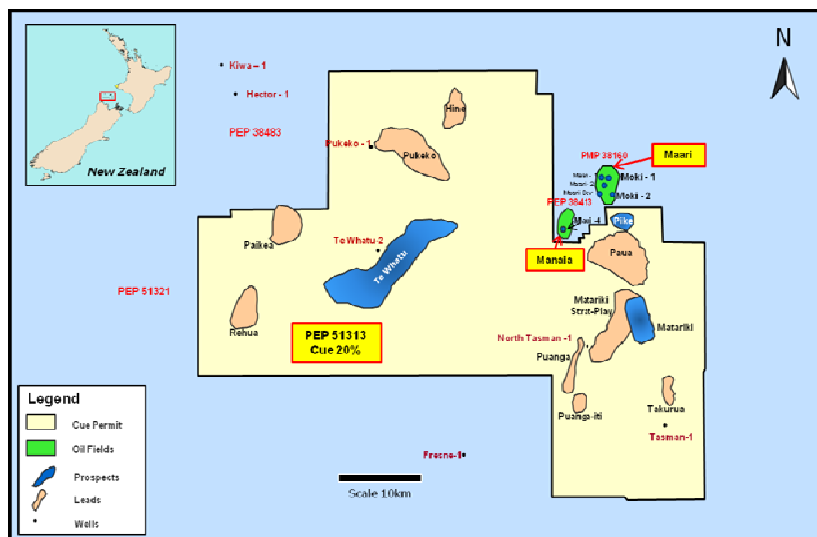 N
Kiwa – 1
Hector - 1
PEP 38483
New Zealand
Hine
Pukeko - 1
Pukeko
PMP 38160
Maari
Moki - 1
Moki - 2
PEP 38413
Pike
Manaia
Paikea
Te Whatu-2
Te Whatu
Paua
PEP 51321
Rehua
PEP 51313
Cue 20%
Matariki
Strat-Play
Matariki
North Tasman -1
Puanga
Puanga-iti
Takurua
Tasman-1
Fresne-1
Scale 10km
Legend
Cue Permit
Oil Fields
Prospects
Leads
Wells